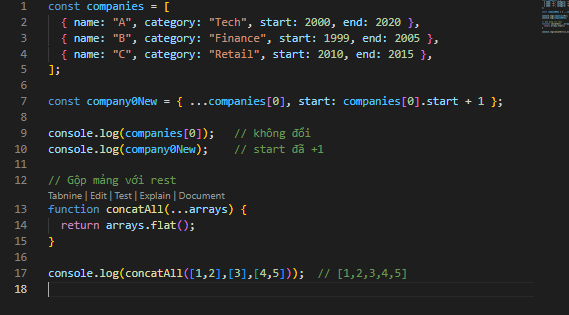 1 const companies = [
2 { name: "A", category: "Tech", start: 2000, end: 2020 },
3 { name: "B", category: "Finance", start: 1999, end: 2005 },
4 { name: "C", category: "Retail", start: 2010, end: 2015 },
5 ];
6
7 const company0New = { ...companies[0], start: companies[0].start + 1 };
8
9 console.log(companies[0]);   // không đổi
10 console.log(company0New);    // start đã +1
11
12 // Gộp mảng với rest
Tabnine | Edit | Test | Explain | Document
13 function concatAll(...arrays) {
14 return arrays.flat();
15 }
16
17 console.log(concatAll([1,2],[3],[4,5]));  // [1,2,3,4,5]
18